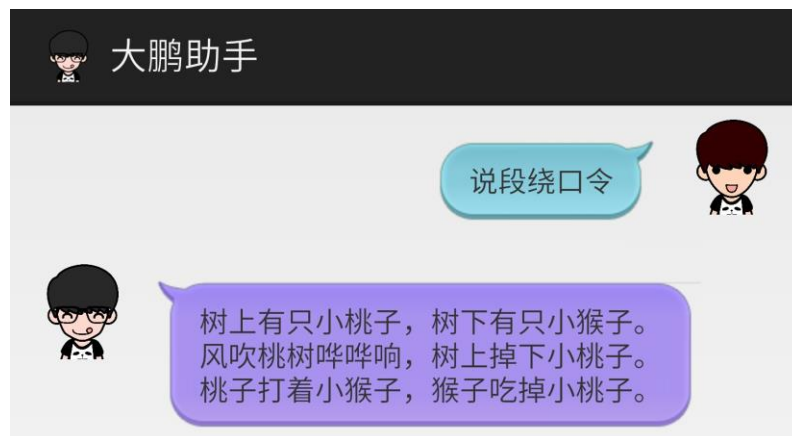 大鹏助手
说段绕口令
树上有只小桃子，树下有只小猴子。
风吹桃树哗哗响，树上掉下小桃子。
桃子打着小猴子，猴子吃掉小桃子。